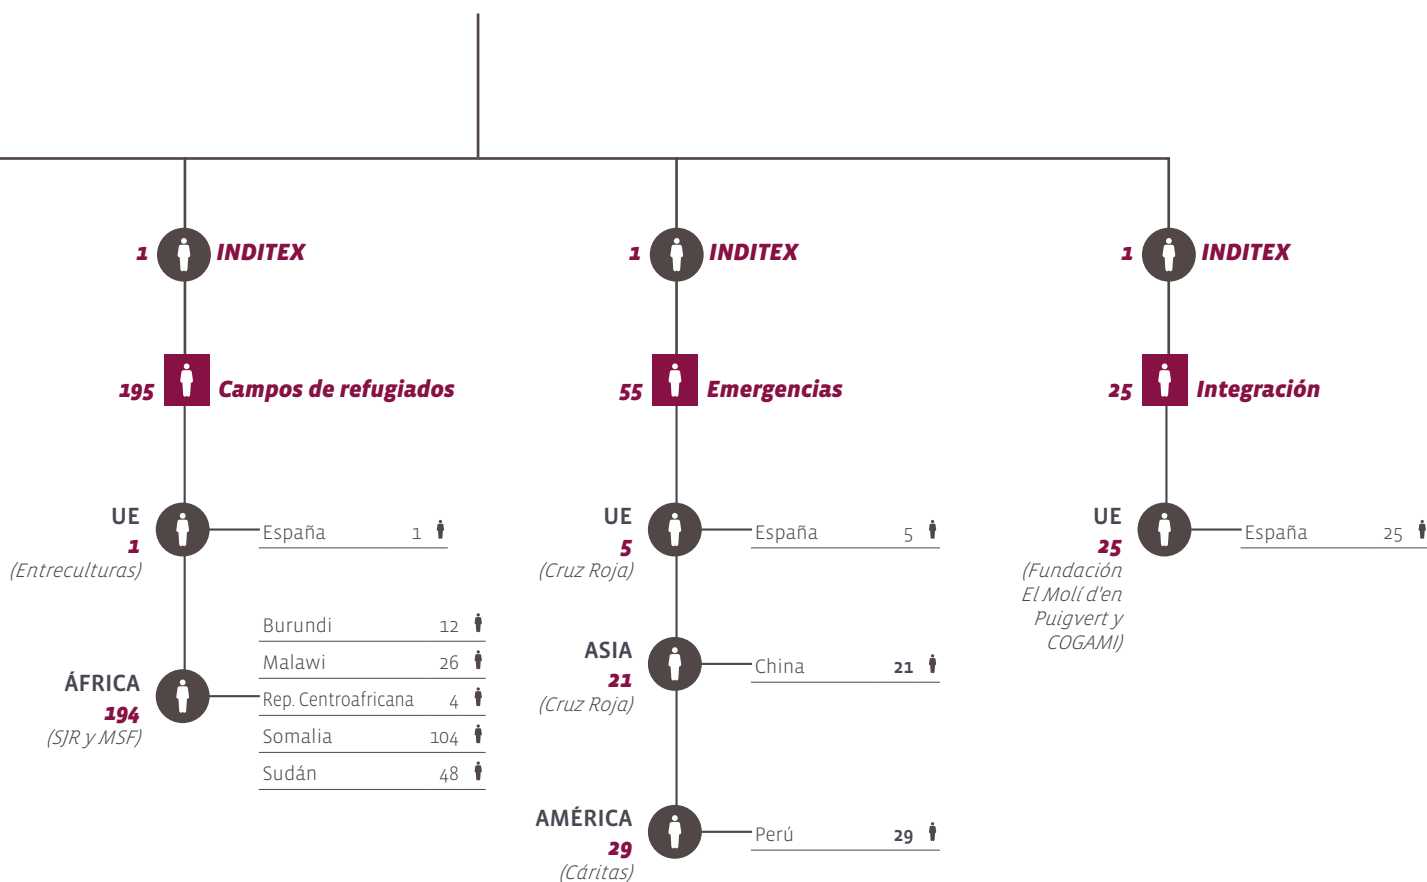 1 INDITEX
195 Campos de refugiados
UE
1
(Entreculturas)
España 1
ÁFRICA
194
(SJR y MSF)
Burundi 12
Malawi 26
Rep. Centroafricana 4
Somalia 104
Sudán 48
1 INDITEX
55 Emergencias
UE
5
(Cruz Roja)
España 5
ASIA
21
(Cruz Roja)
China 21
AMÉRICA
29
(Cáritas)
Perú 29
1 INDITEX
25 Integración
UE
25
(Fundación
El Molí d'en
Puigvert y
COGAMI)
España 25